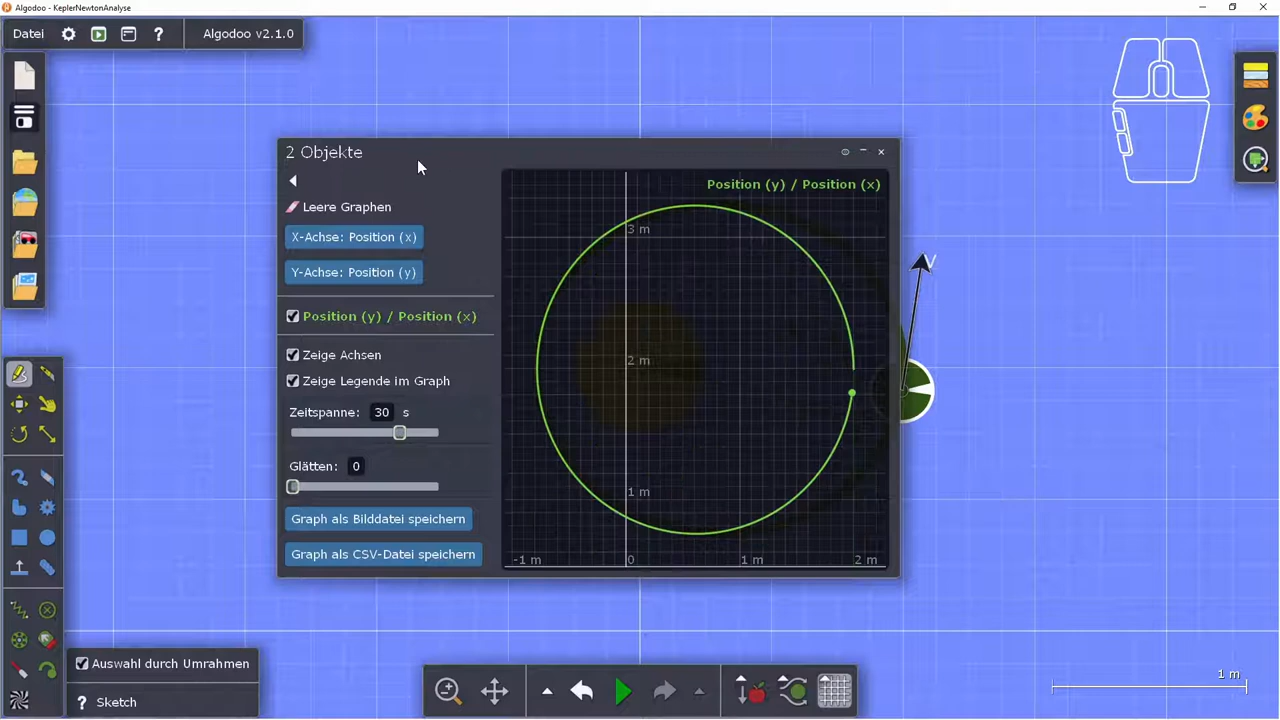 Algodoo - KeplerNewtonAnalyse
Datei
Algodoo v2.1.0
2 Objekte
Leere Graphen
X-Achse: Position (x)
Y-Achse: Position (y)
Position (y) / Position (x)
Zeige Achsen
Zeige Legende im Graph
Zeitspanne: 30 s
Glätten: 0
Graph als Bilddatei speichern
Graph als CSV-Datei speichern
Position (y) / Position (x)
3 m
2 m
1 m
-1 m 0 1 m 2 m
V
Auswahl durch Umrahmen
? Sketch
1 m